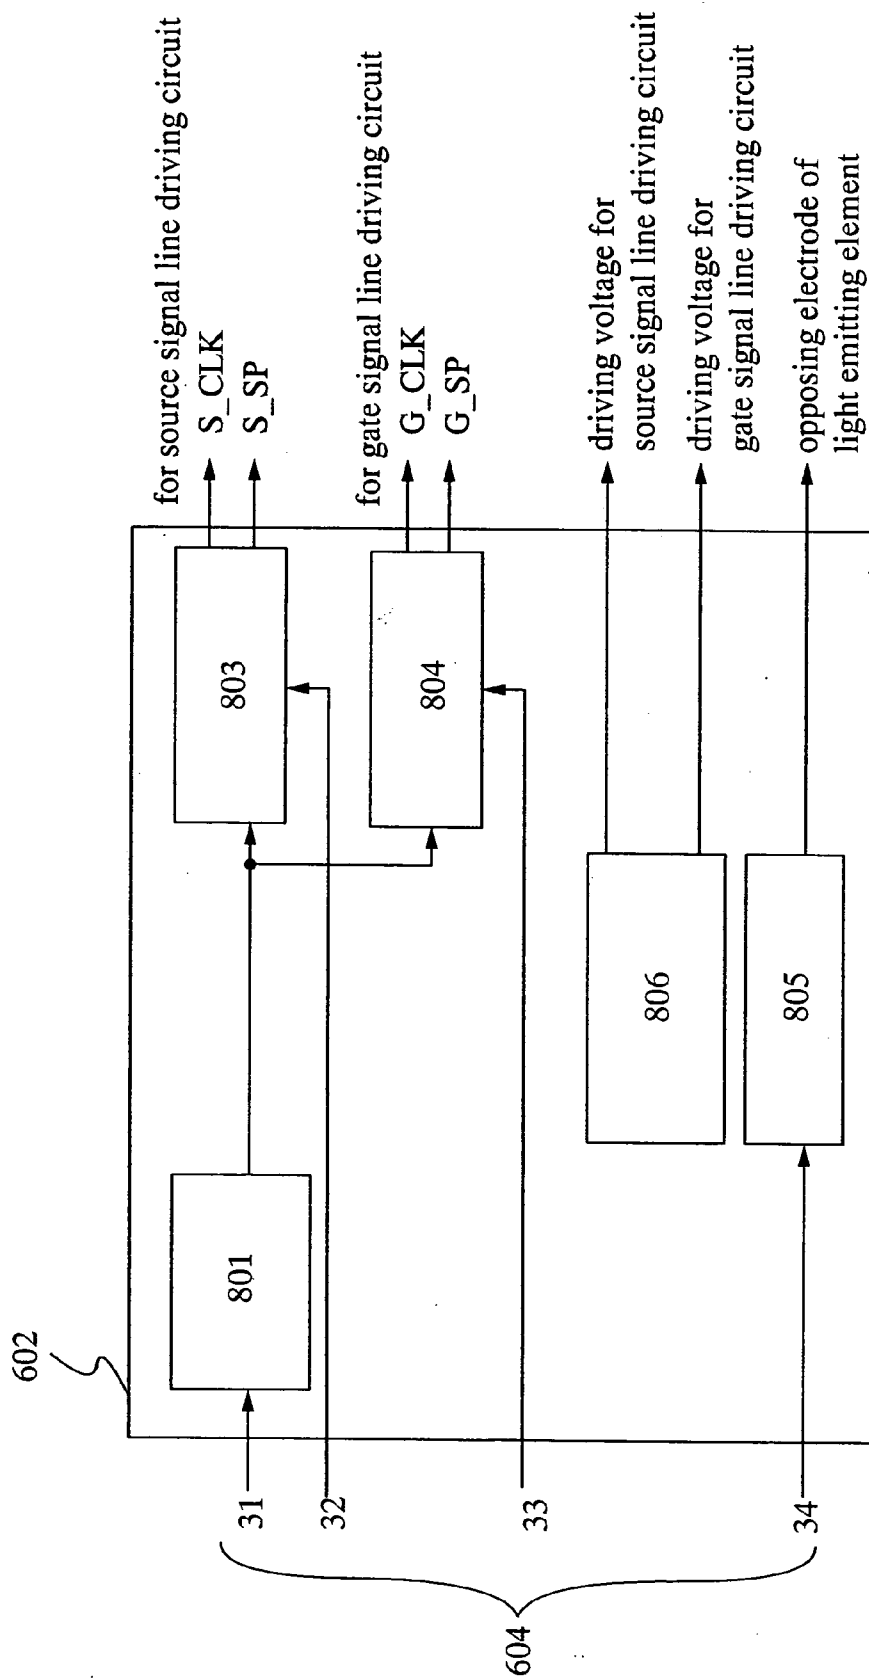 602
604
31
32
33
34
801
803
804
806
805
for source signal line driving circuit
S_CLK
S_SP
for gate signal line driving circuit
G_CLK
G_SP
driving voltage for
source signal line driving circuit
driving voltage for
gate signal line driving circuit
opposing electrode of
light emitting element